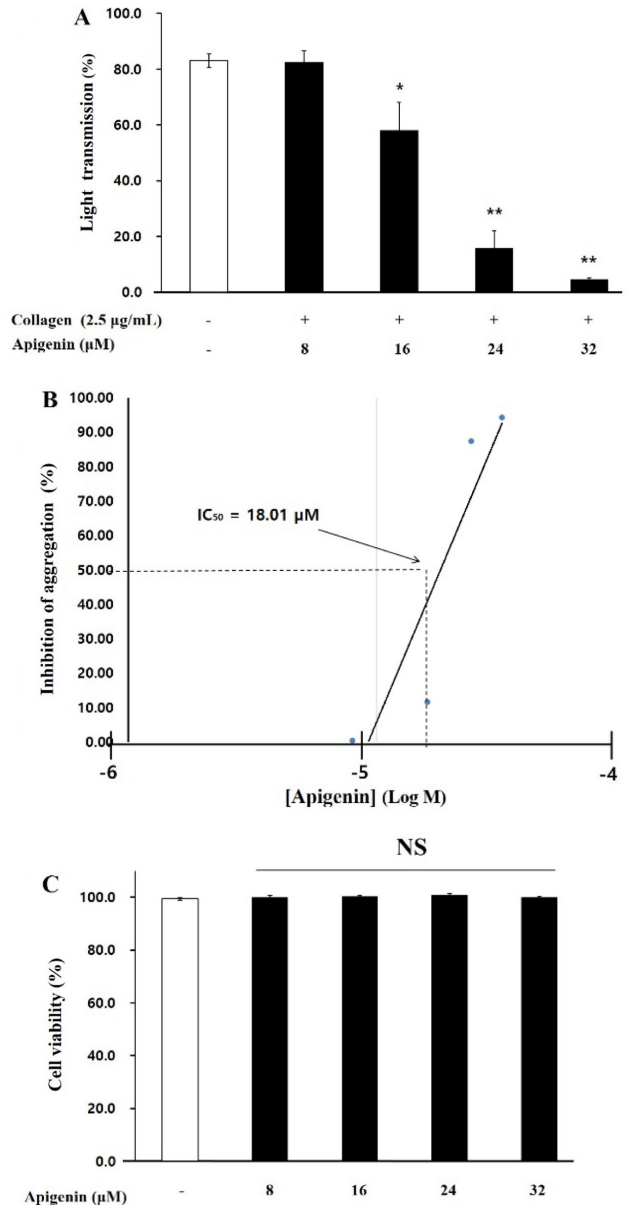 A
Light transmission (%)
100.0
80.0
60.0
40.0
20.0
0.0
*
**
**
Collagen (2.5 μg/mL) - + + + +
Apigenin (μM) - 8 16 24 32
B
Inhibition of aggregation (%)
100.00
90.00
80.00
70.00
60.00
50.00
40.00
30.00
20.00
10.00
0.00
IC₅₀ = 18.01 μM
-6 -5 -4
[Apigenin] (Log M)
NS
C
Cell viability (%)
100.0
80.0
60.0
40.0
20.0
0.0
Apigenin (μM) - 8 16 24 32